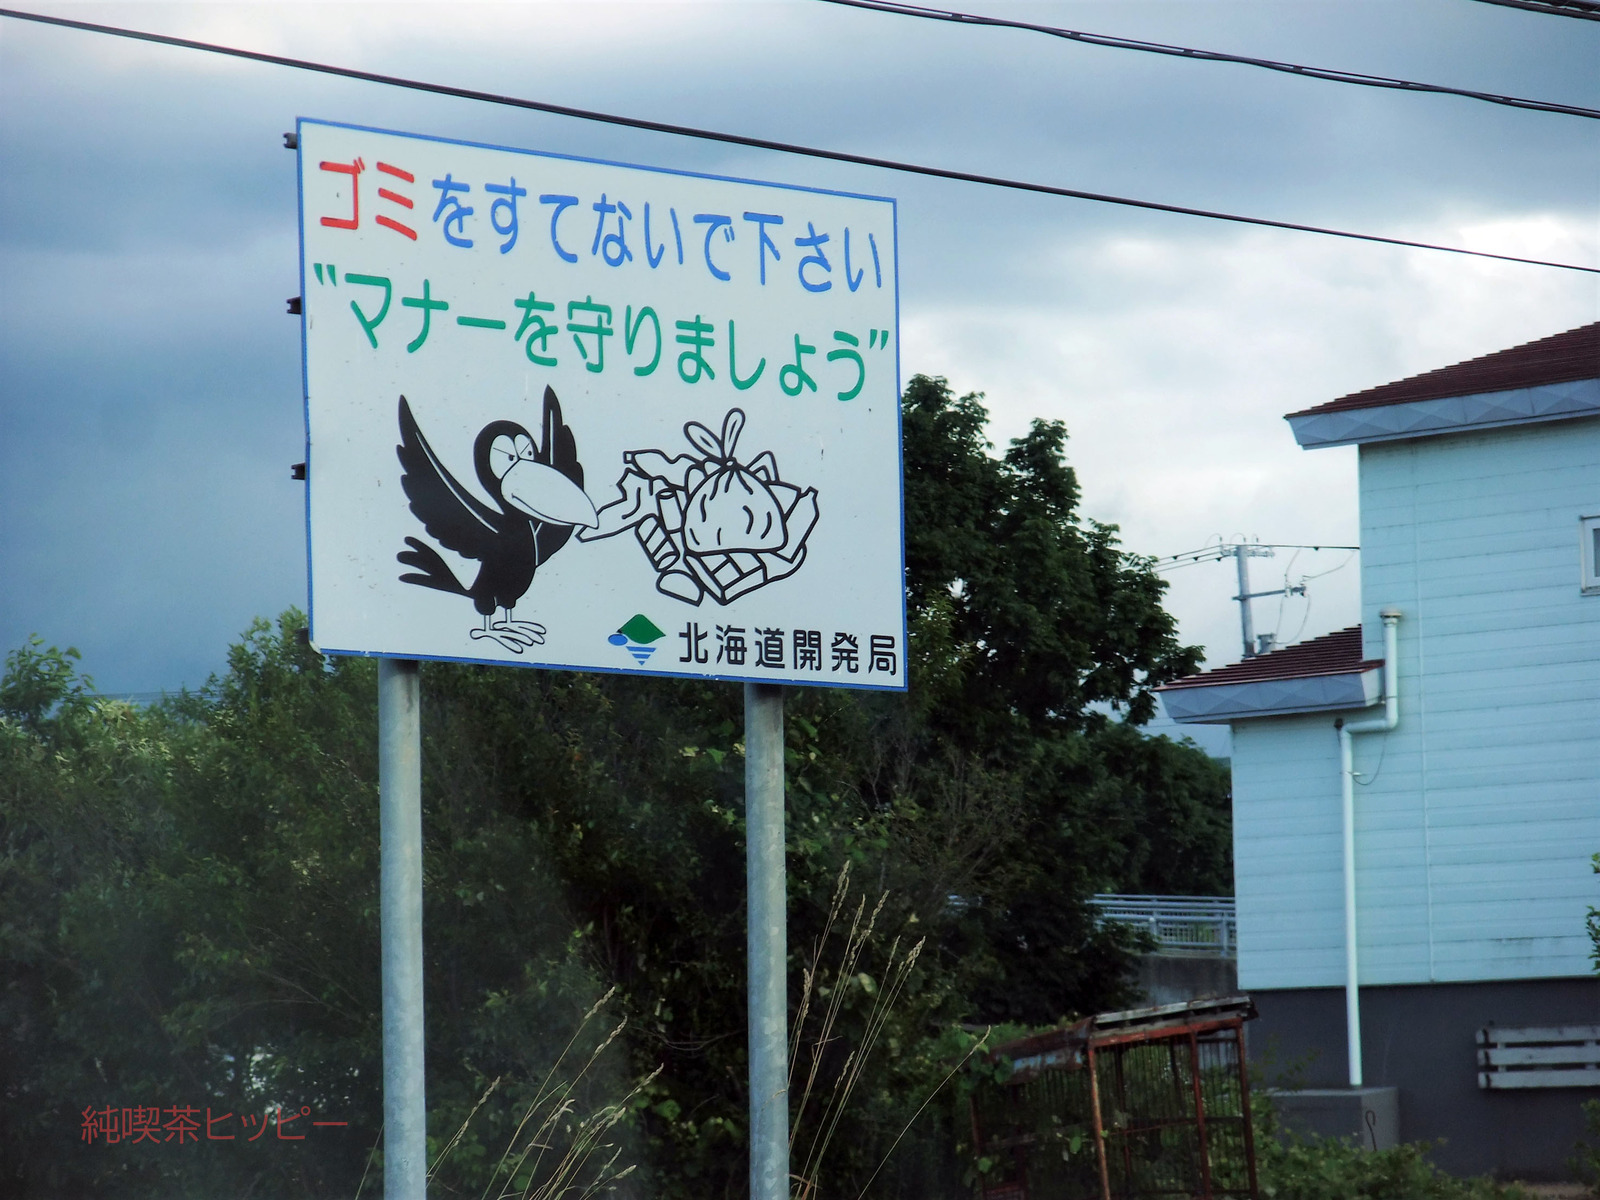 ゴミをすてないで下さい
"マナーを守りましょう"
北海道開発局
純喫茶ヒッピー